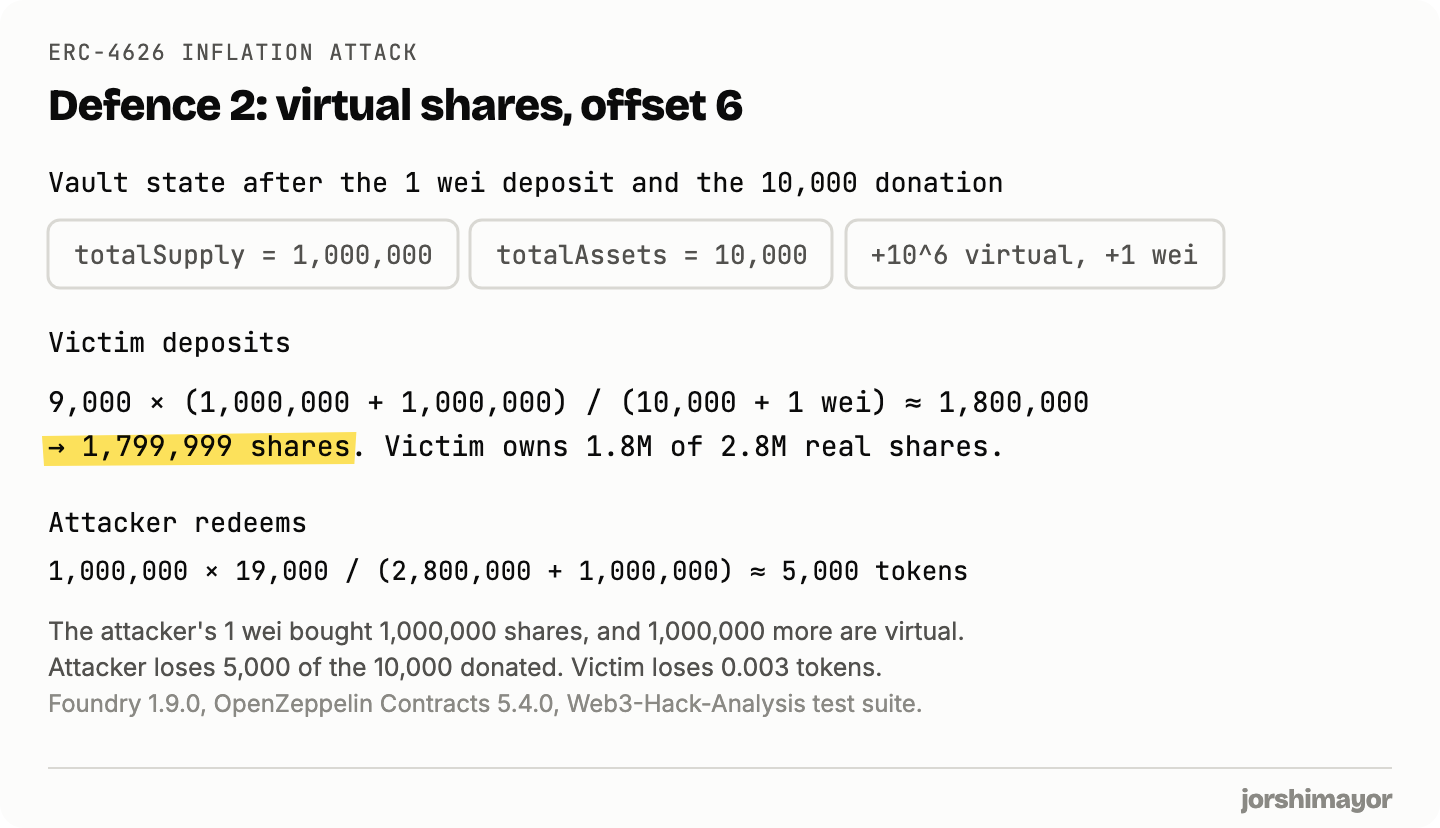 ERC-4626 INFLATION ATTACK
Defence 2: virtual shares, offset 6
Vault state after the 1 wei deposit and the 10,000 donation
totalSupply = 1,000,000 totalAssets = 10,000 +10^6 virtual, +1 wei
Victim deposits
9,000 × (1,000,000 + 1,000,000) / (10,000 + 1 wei) ≈ 1,800,000
→ 1,799,999 shares. Victim owns 1.8M of 2.8M real shares.
Attacker redeems
1,000,000 × 19,000 / (2,800,000 + 1,000,000) ≈ 5,000 tokens
The attacker's 1 wei bought 1,000,000 shares, and 1,000,000 more are virtual.
Attacker loses 5,000 of the 10,000 donated. Victim loses 0.003 tokens.
Foundry 1.9.0, OpenZeppelin Contracts 5.4.0, Web3-Hack-Analysis test suite.
jorshimayor